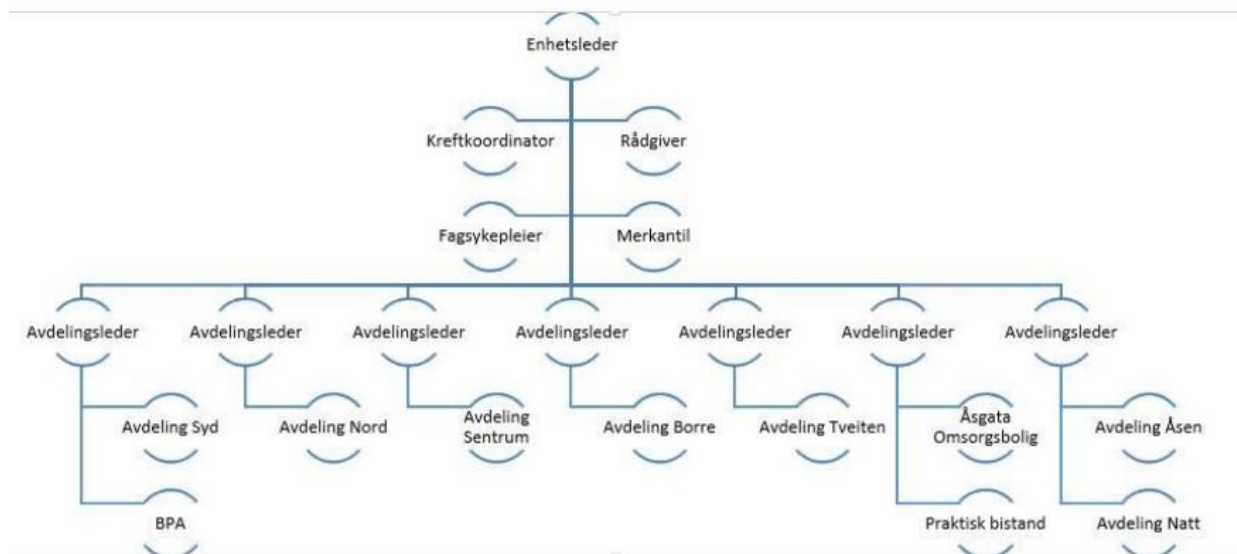 Enhetsleder
Kreftkoordinator
Rådgiver
Fagsykepleier
Merkantil
Avdelingsleder
Avdelingsleder
Avdelingsleder
Avdelingsleder
Avdelingsleder
Avdelingsleder
Avdelingsleder
Avdeling Syd
Avdeling Nord
Avdeling
Sentrum
Avdeling Borre
Avdeling Tveiten
Åsgata
Omsorgsbolig
Avdeling Åsen
BPA
Praktisk bistand
Avdeling Natt